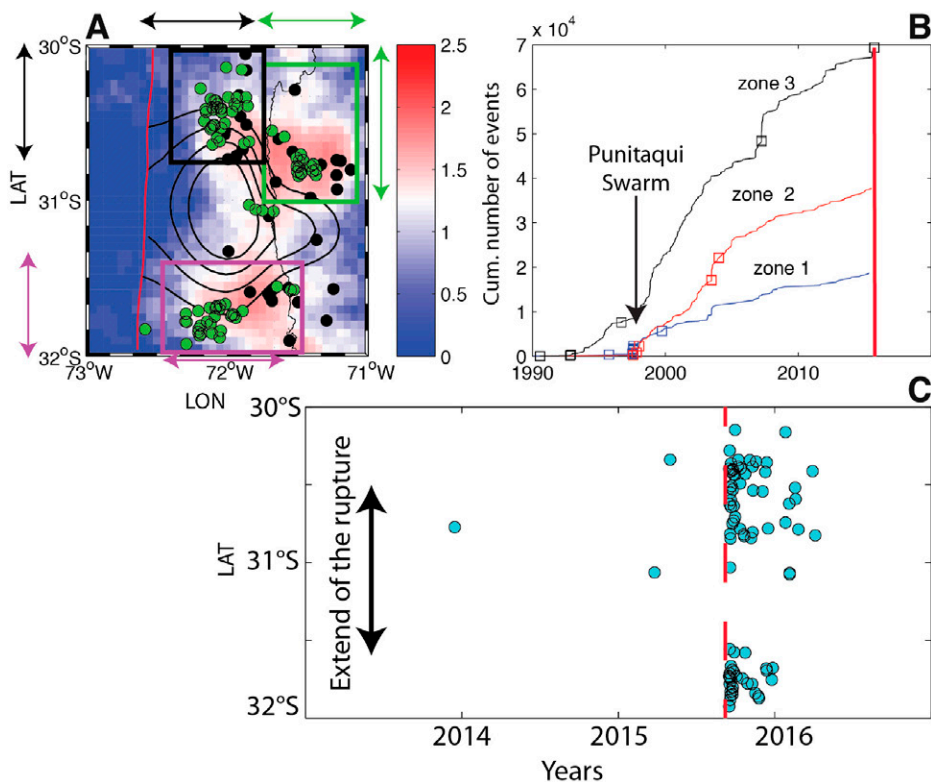 A
30°S
31°S
32°S
LAT
73°W
72°W
71°W
LON
2.5
2
1.5
1
0.5
0
B
x 10⁴
7
6
5
4
3
2
1
0
Cum. number of events
1990
2000
2010
zone 3
Punitaqui
Swarm
zone 2
zone 1
C
30°S
31°S
32°S
LAT
Extend of the rupture
2014
2015
2016
Years